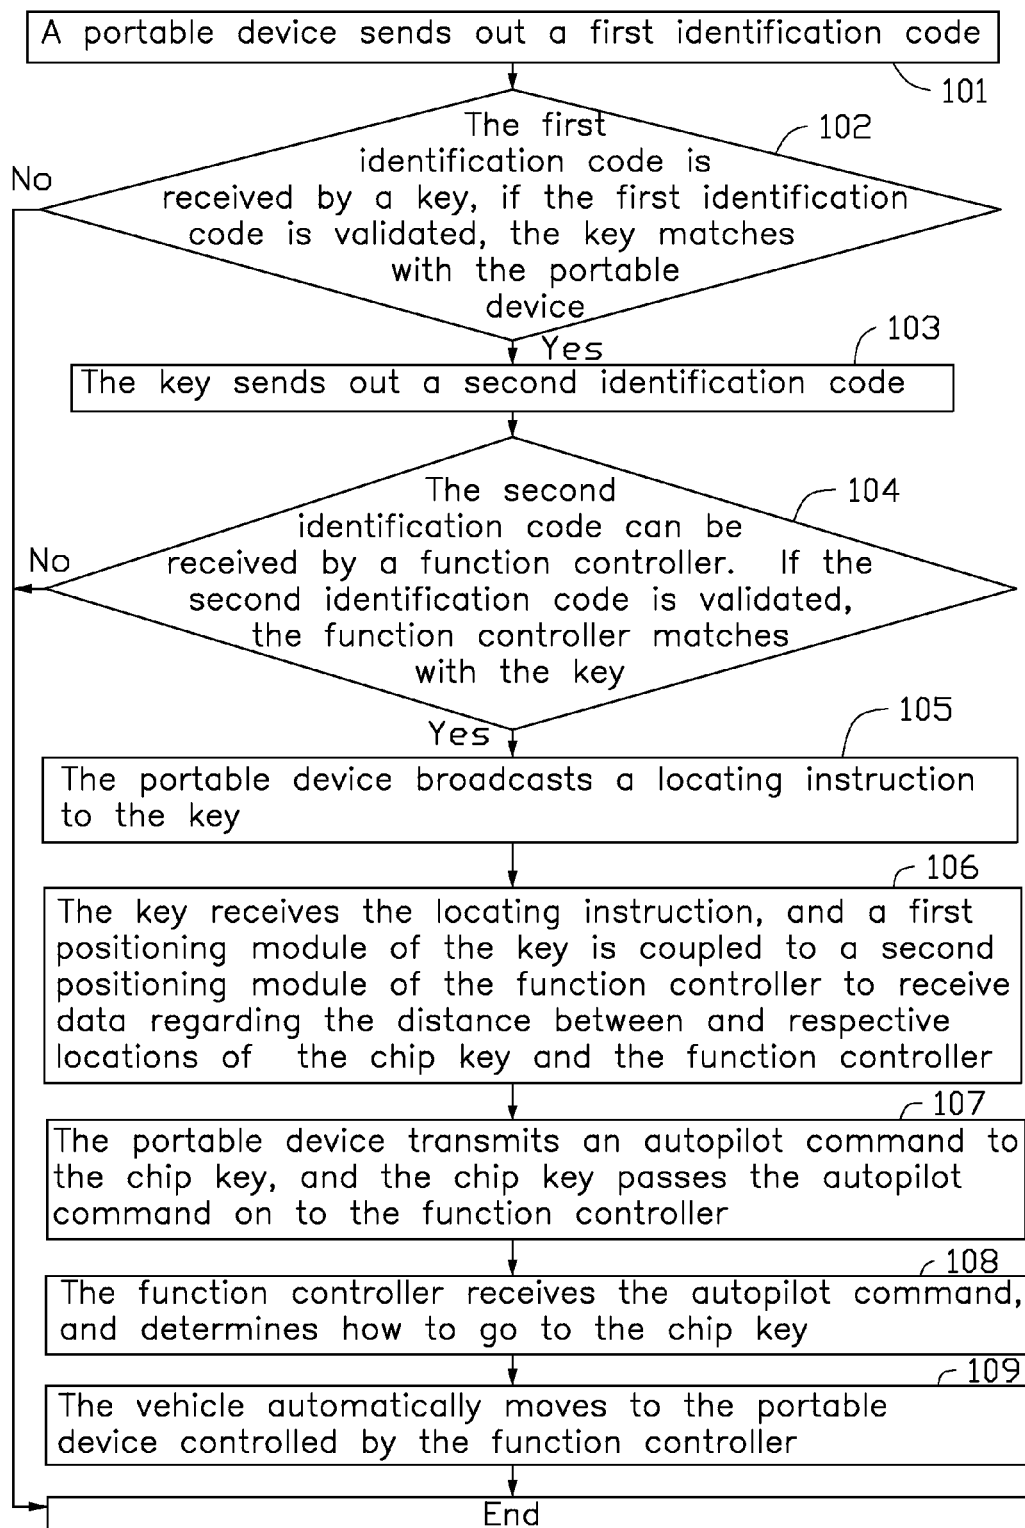 A portable device sends out a first identification code
101
The first
identification code is
received by a key, if the first identification
code is validated, the key matches
with the portable
device
102
No
Yes
103
The key sends out a second identification code
The second
identification code can be
received by a function controller. If the
second identification code is validated,
the function controller matches
with the key
104
No
Yes
105
The portable device broadcasts a locating instruction
to the key
106
The key receives the locating instruction, and a first
positioning module of the key is coupled to a second
positioning module of the function controller to receive
data regarding the distance between and respective
locations of the chip key and the function controller
107
The portable device transmits an autopilot command to
the chip key, and the chip key passes the autopilot
command on to the function controller
108
The function controller receives the autopilot command,
and determines how to go to the chip key
109
The vehicle automatically moves to the portable
device controlled by the function controller
End